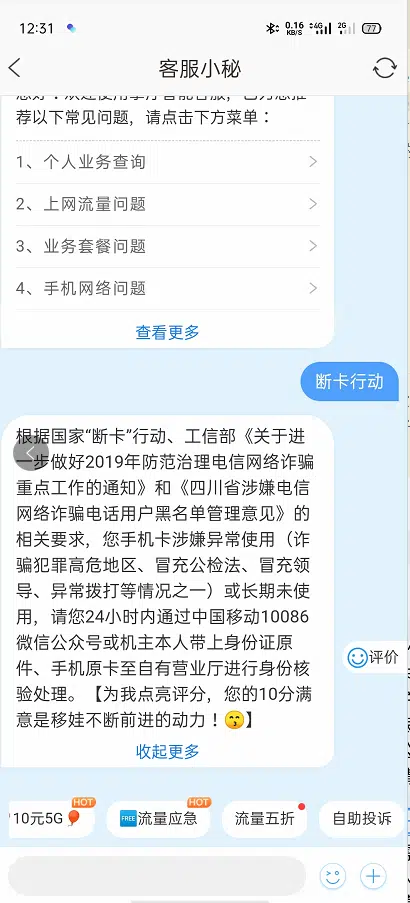 12:31
0.16
KB/S
4G
2G
77
客服小秘
荐以下常见问题，请点击下方菜单：
1、个人业务查询
2、上网流量问题
3、业务套餐问题
4、手机网络问题
查看更多
断卡行动
根据国家“断卡”行动、工信部《关于进
一步做好2019年防范治理电信网络诈骗
重点工作的通知》和《四川省涉嫌电信
网络诈骗电话用户黑名单管理意见》的
相关要求，您手机卡涉嫌异常使用（诈
骗犯罪高危地区、冒充公检法、冒充领
导、异常拨打等情况之一）或长期未使
用，请您24小时内通过中国移动10086
微信公众号或机主本人带上身份证原
件、手机原卡至自有营业厅进行身份核
验处理。【为我点亮评分，您的10分满
意是移娃不断前进的动力！😙】
收起更多
评价
10元5G
HOT
FREE
流量应急
HOT
流量五折
自助投诉